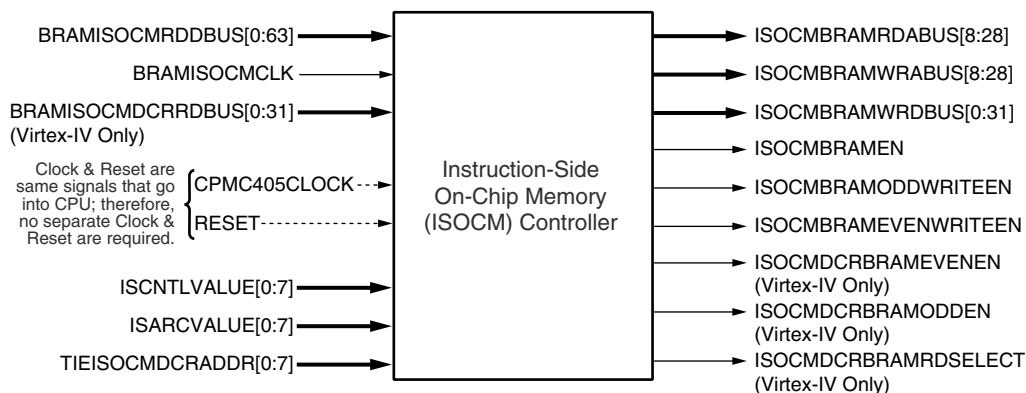 BRAMISOCMRDDBUS[0:63]
BRAMISOCMCLK
BRAMISOCMDCRRDBUS[0:31]
(Virtex-IV Only)
Clock & Reset are
same signals that go
into CPU; therefore,
no separate Clock &
Reset are required.
CPMC405CLOCK
RESET
ISCNTLVALUE[0:7]
ISARCVALUE[0:7]
TIEISOCMDCRADDR[0:7]
Instruction-Side
On-Chip Memory
(ISOCM) Controller
ISOCMBRAMRDABUS[8:28]
ISOCMBRAMWRABUS[8:28]
ISOCMBRAMWRDBUS[0:31]
ISOCMBRAMEN
ISOCMBRAMODDWRITEEN
ISOCMBRAMEVENWRITEEN
ISOCMDCRBRAMEVENEN
(Virtex-IV Only)
ISOCMDCRBRAMODDEN
(Virtex-IV Only)
ISOCMDCRBRAMRDSELECT
(Virtex-IV Only)